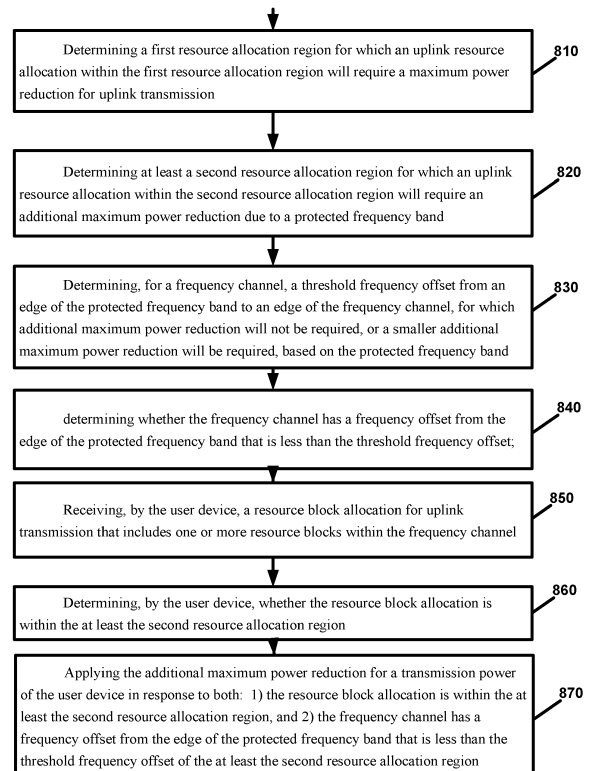 Determining a first resource allocation region for which an uplink resource
allocation within the first resource allocation region will require a maximum power
reduction for uplink transmission
810
Determining at least a second resource allocation region for which an uplink
resource allocation within the second resource allocation region will require an
additional maximum power reduction due to a protected frequency band
820
Determining, for a frequency channel, a threshold frequency offset from an
edge of the protected frequency band to an edge of the frequency channel, for which
additional maximum power reduction will not be required, or a smaller additional
maximum power reduction will be required, based on the protected frequency band
830
determining whether the frequency channel has a frequency offset from the
edge of the protected frequency band that is less than the threshold frequency offset;
840
Receiving, by the user device, a resource block allocation for uplink
transmission that includes one or more resource blocks within the frequency channel
850
Determining, by the user device, whether the resource block allocation is
within the at least the second resource allocation region
860
Applying the additional maximum power reduction for a transmission power
of the user device in response to both: 1) the resource block allocation is within the at
least the second resource allocation region, and 2) the frequency channel has a
frequency offset from the edge of the protected frequency band that is less than the
threshold frequency offset of the at least the second resource allocation region
870